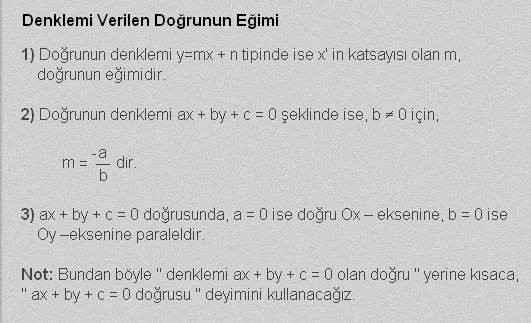 Denklemi Verilen Doğrunun Eğimi
1) Doğrunun denklemi y=mx + n tipinde ise x' in katsayısı olan m,
doğrunun eğimidir.
2) Doğrunun denklemi ax + by + c = 0 şeklinde ise, b ≠ 0 için,
m = -a/b dir.
3) ax + by + c = 0 doğrusunda, a = 0 ise doğru Ox – eksenine, b = 0 ise
Oy –eksenine paraleldir.
Not: Bundan böyle " denklemi ax + by + c = 0 olan doğru " yerine kısaca,
" ax + by + c = 0 doğrusu " deyimini kullanacağız.